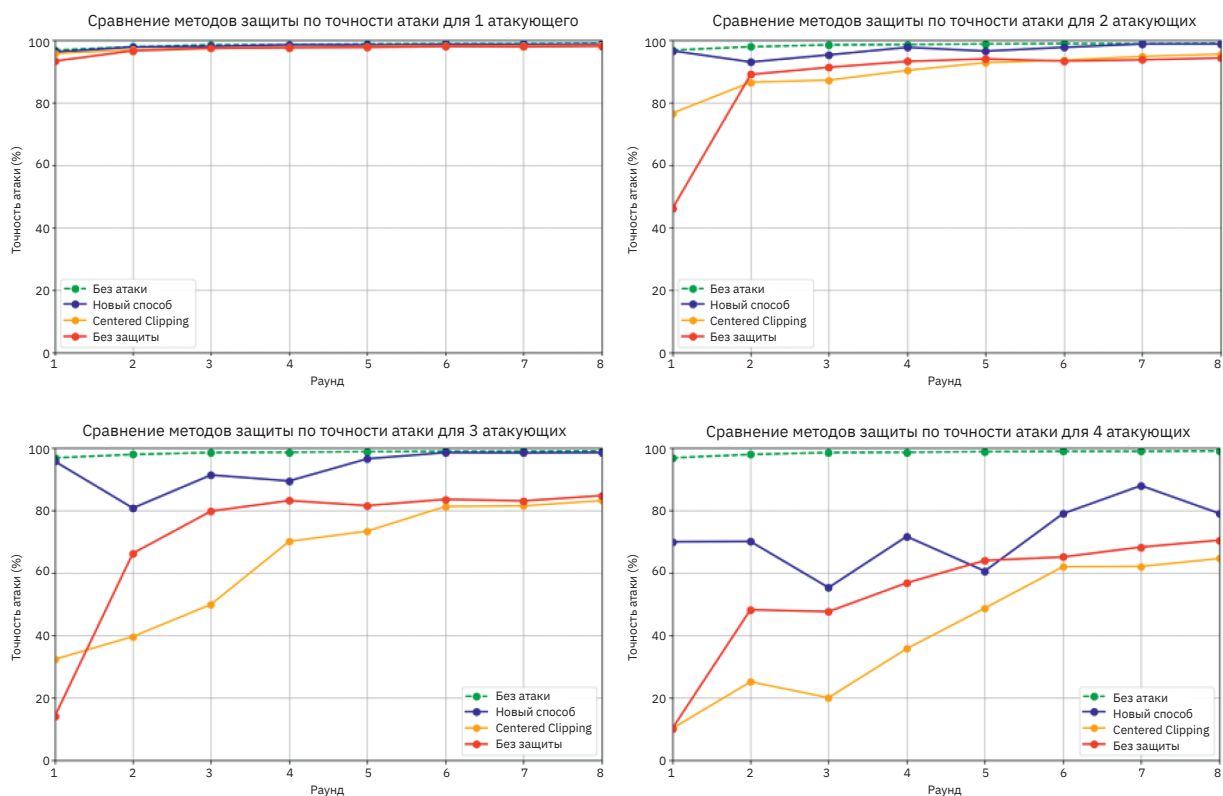 Сравнение методов защиты по точности атаки для 1 атакующего
100
80
60
40
20
0
Точность атаки (%)
Без атаки
Новый способ
Centered Clipping
Без защиты
1 2 3 4 5 6 7 8
Раунд
Сравнение методов защиты по точности атаки для 2 атакующих
100
80
60
40
20
0
Точность атаки (%)
Без атаки
Новый способ
Centered Clipping
Без защиты
1 2 3 4 5 6 7 8
Раунд
Сравнение методов защиты по точности атаки для 3 атакующих
100
80
60
40
20
0
Точность атаки (%)
Без атаки
Новый способ
Centered Clipping
Без защиты
1 2 3 4 5 6 7 8
Раунд
Сравнение методов защиты по точности атаки для 4 атакующих
100
80
60
40
20
0
Точность атаки (%)
Без атаки
Новый способ
Centered Clipping
Без защиты
1 2 3 4 5 6 7 8
Раунд